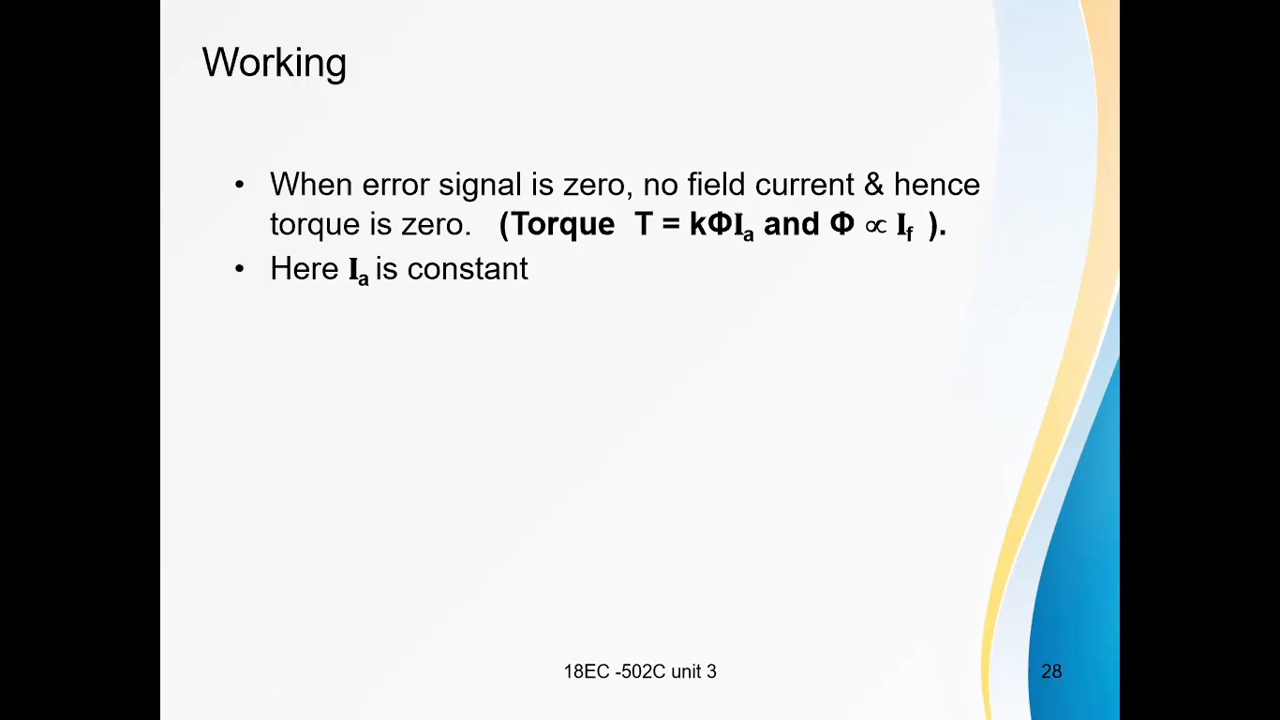 Working
• When error signal is zero, no field current & hence
torque is zero. (Torque T = kΦIₐ and Φ ∝ I_f ).
• Here Iₐ is constant
18EC -502C unit 3
28